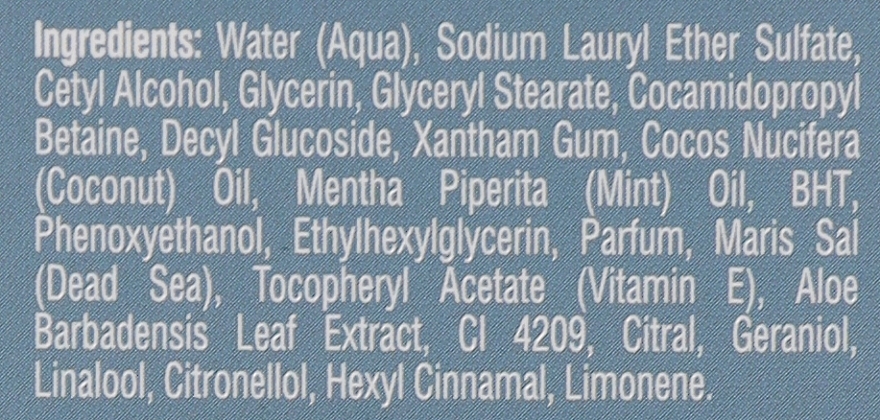 Ingredients: Water (Aqua), Sodium Lauryl Ether Sulfate,
Cetyl Alcohol, Glycerin, Glyceryl Stearate, Cocamidopropyl
Betaine, Decyl Glucoside, Xantham Gum, Cocos Nucifera
(Coconut) Oil, Mentha Piperita (Mint) Oil, BHT,
Phenoxyethanol, Ethylhexylglycerin, Parfum, Maris Sal
(Dead Sea), Tocopheryl Acetate (Vitamin E), Aloe
Barbadensis Leaf Extract, CI 4209, Citral, Geraniol,
Linalool, Citronellol, Hexyl Cinnamal, Limonene.